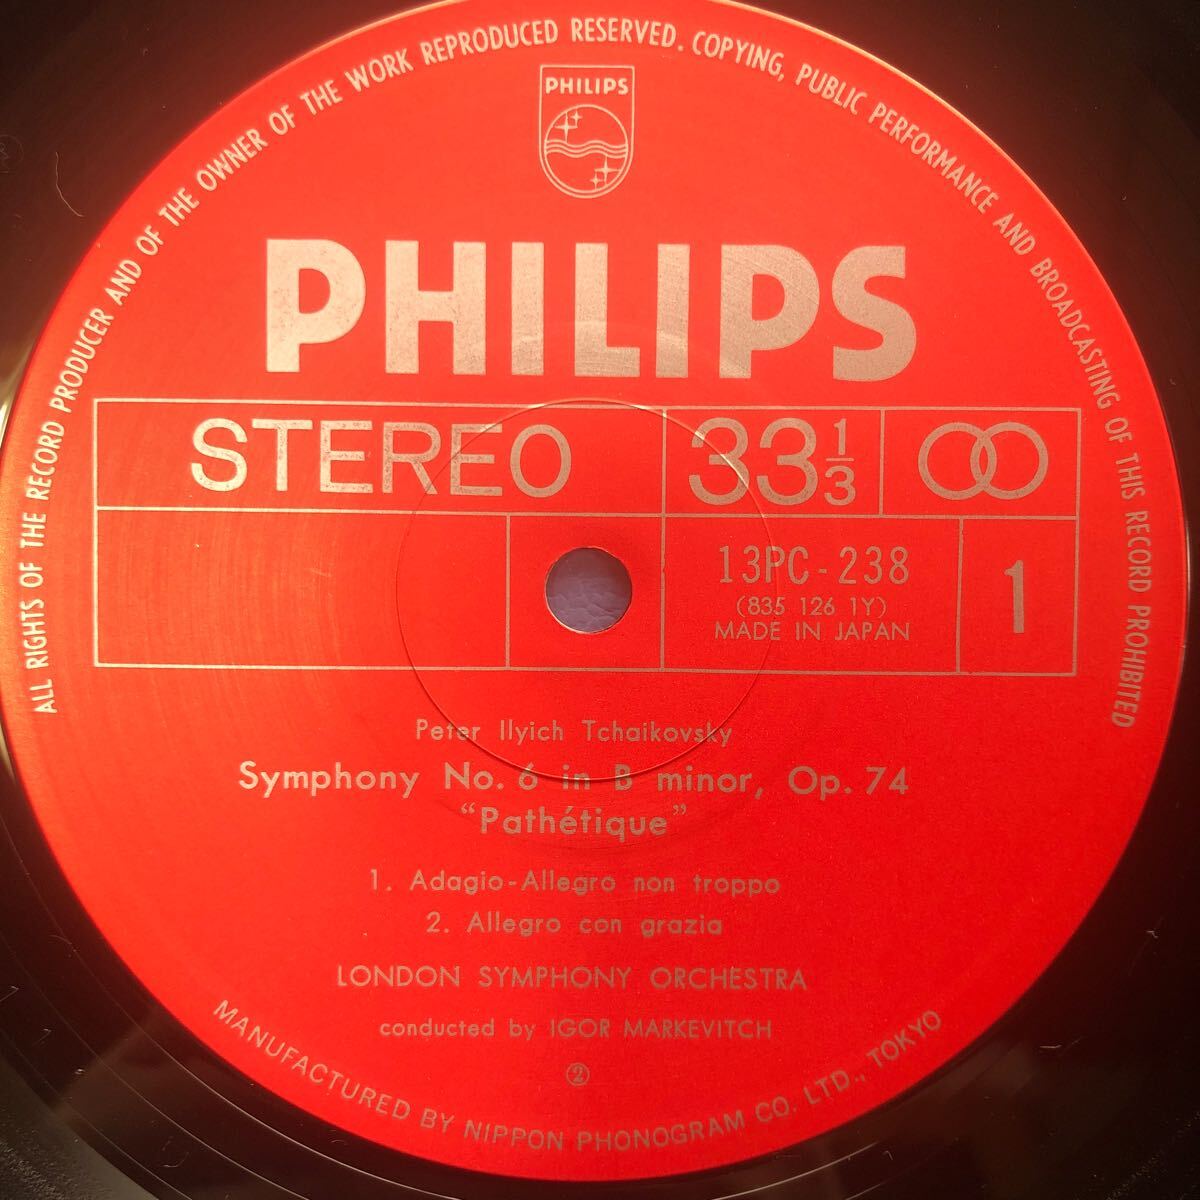 ALL RIGHTS OF THE RECORD PRODUCER AND OF THE OWNER OF THE WORK REPRODUCED RESERVED. COPYING, PUBLIC PERFORMANCE AND BROADCASTING OF THIS RECORD PROHIBITED
PHILIPS
PHILIPS
STEREO 33 1/3
13PC-238 1
(835 126 1Y)
MADE IN JAPAN
Peter Ilyich Tchaikovsky
Symphony No. 6 in B minor, Op. 74
“Pathétique”
1. Adagio-Allegro non troppo
2. Allegro con grazia
LONDON SYMPHONY ORCHESTRA
conducted by IGOR MARKEVITCH
②
MANUFACTURED BY NIPPON PHONOGRAM CO. LTD., TOKYO